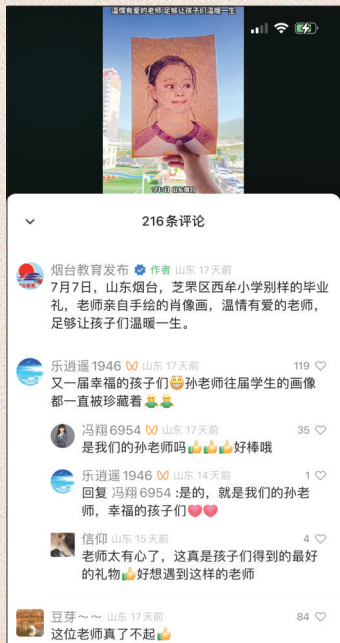 温情有爱的老师 足够让孩子们温暖一生
7月7日 山东烟台
216条评论
烟台教育发布 作者 山东 17天前
7月7日，山东烟台，芝罘区西牟小学别样的毕业
礼，老师亲自手绘的肖像画，温情有爱的老师，
足够让孩子们温暖一生。
乐逍遥1946 山东 17天前 119
又一届幸福的孩子们😁孙老师往届学生的画像
都一直被珍藏着
冯翔6954 山东 17天前 35
是我们的孙老师吗👍👍👍好棒哦
乐逍遥1946 山东 14天前 1
回复 冯翔6954 :是的，就是我们的孙老
师，幸福的孩子们❤️❤️
信仰 山东 15天前 4
老师太有心了，这真是孩子们得到的最好
的礼物👍好想遇到这样的老师
豆芽～～ 山东 17天前 84
这位老师真了不起👍